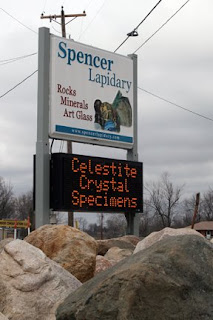 Spencer
Lapidary
Rocks
Minerals
Art Glass
www.spencerlapidary.com
Celestite
Crystal
Specimens